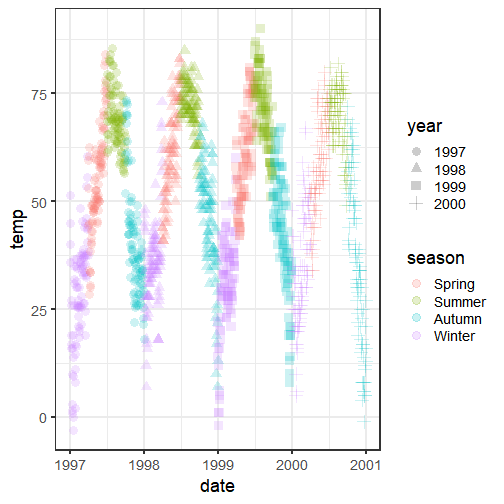 75
50
25
0
temp
1997
1998
1999
2000
2001
date
year
1997
1998
1999
2000
season
Spring
Summer
Autumn
Winter